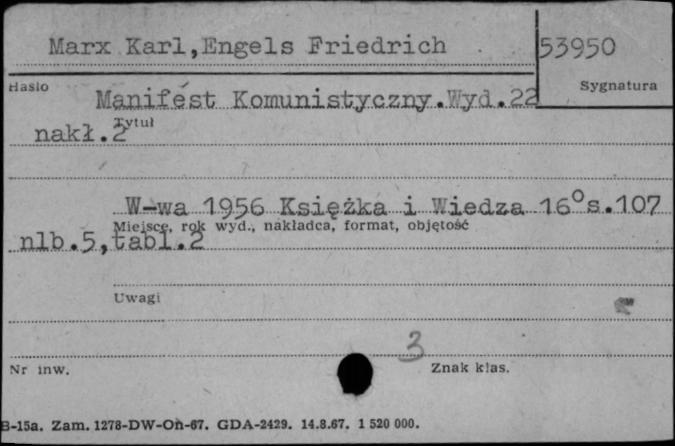 Marx Karl,Engels Friedrich
53950
Hasło
Sygnatura
Manifest Komunistyczny.Wyd.22
Tytuł
nakł.2
W-wa 1956 Książka i Wiedza 16°s.107
Miejsce, rok wyd., nakładca, format, objętość
nlb.5,tabl.2
Uwagi
3
Nr inw.
Znak klas.
B-15a. Zam. 1278-DW-On-67. GDA-2429. 14.8.67. 1 520 000.